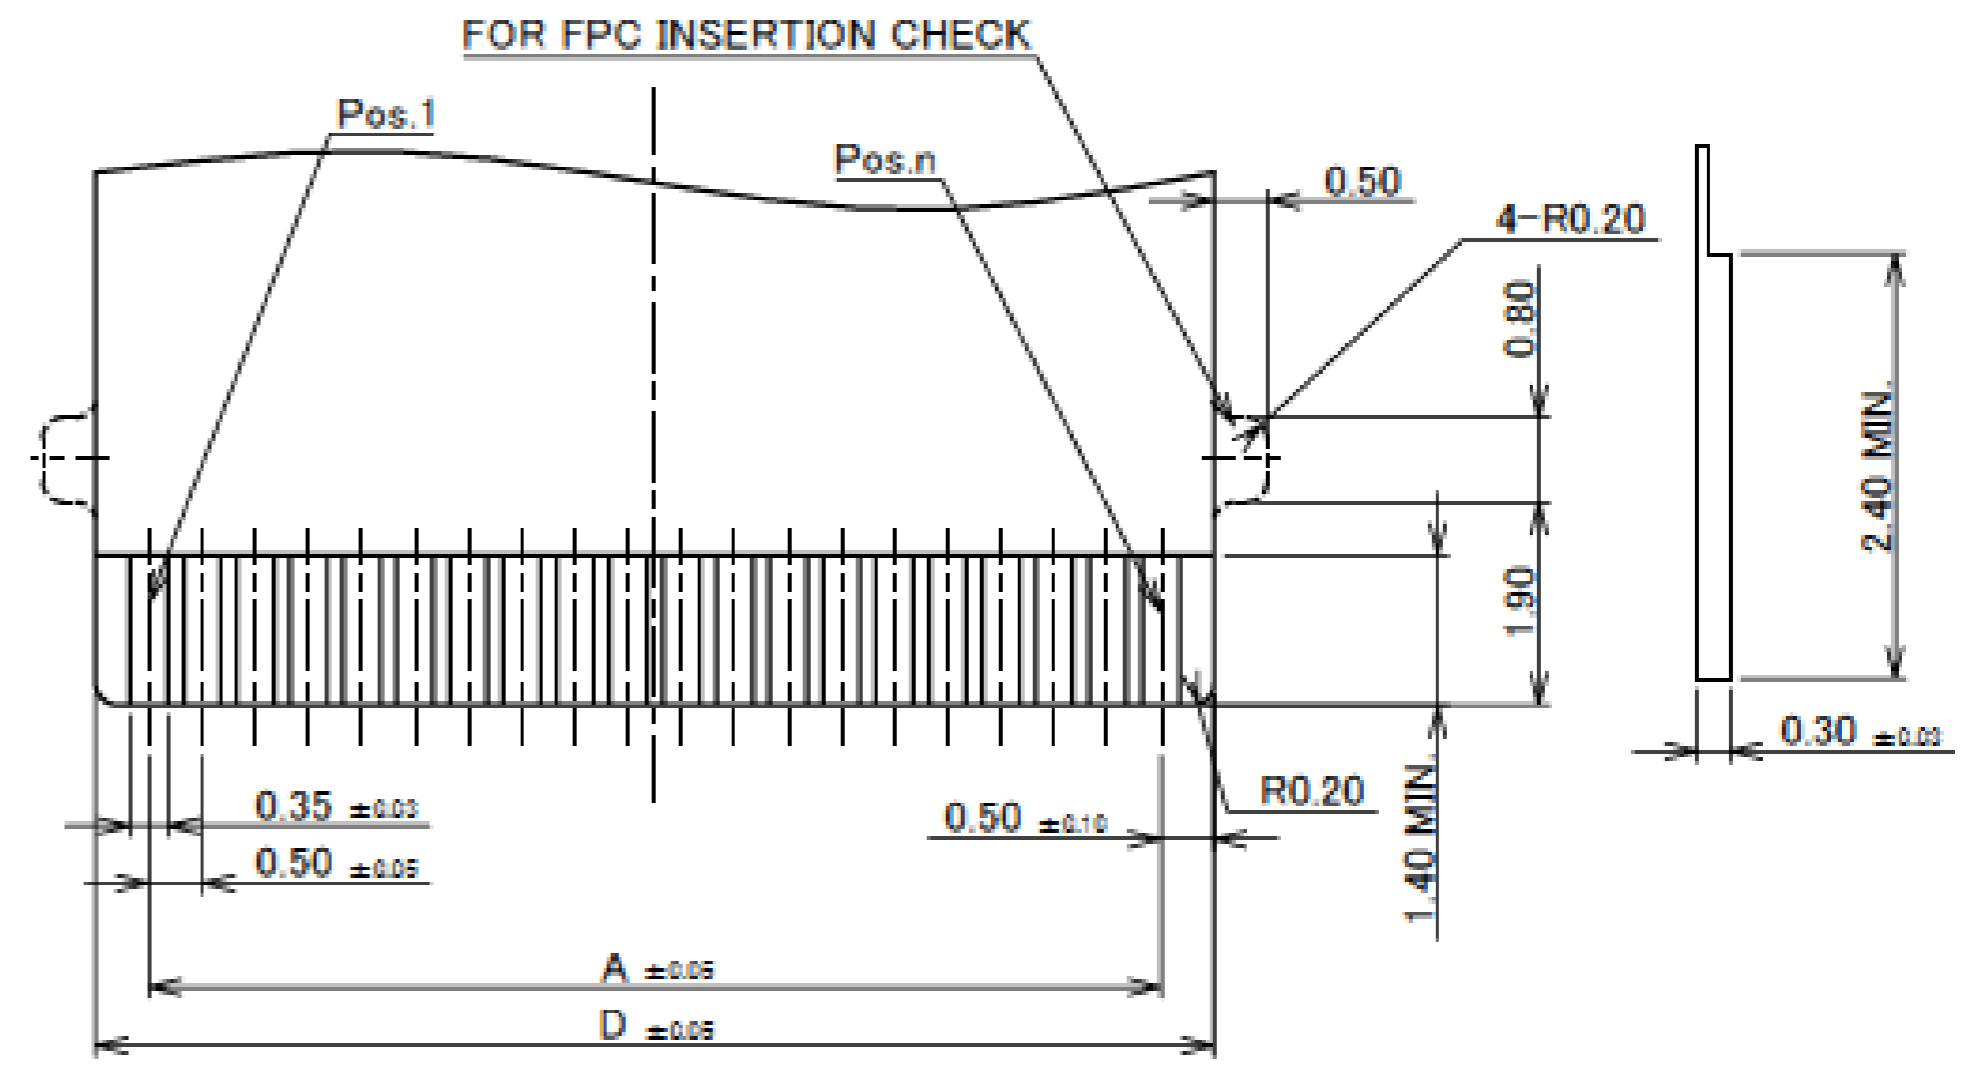 FOR FPC INSERTION CHECK
Pos.1
Pos.n
0.50
4-R0.20
0.80
2.40 MIN.
1.90
0.30 ±0.03
R0.20
0.35 ±0.03
0.50 ±0.10
1.40 MIN.
0.50 ±0.05
A ±0.05
D ±0.05